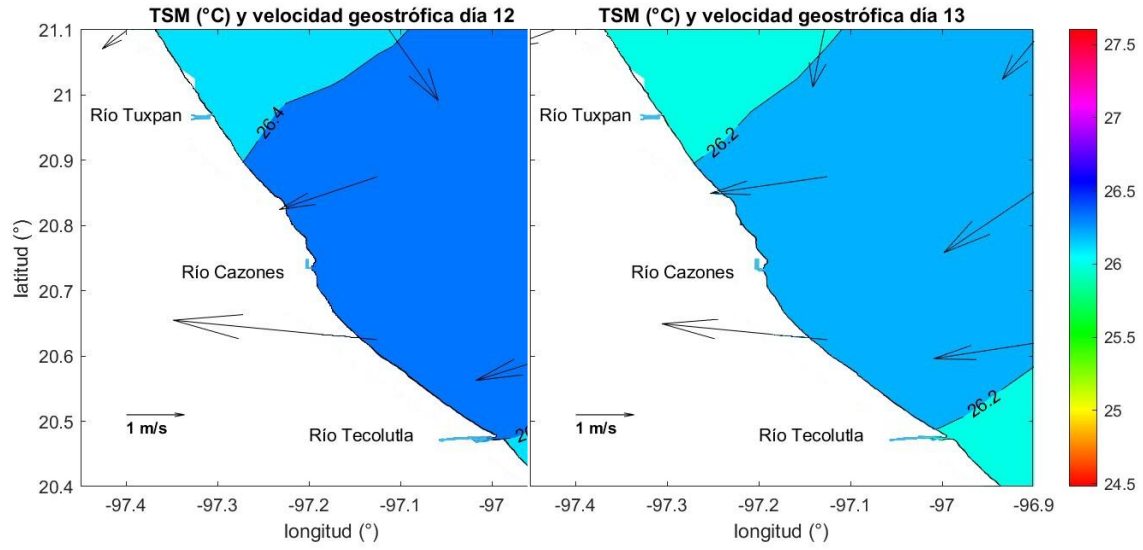 TSM (°C) y velocidad geostrófica día 12
21.1
21
20.9
20.8
20.7
20.6
20.5
20.4
latitud (°)
Río Tuxpan
26.4
Río Cazones
1 m/s
Río Tecolutla
-97.4
-97.3
-97.2
-97.1
-97
longitud (°)
TSM (°C) y velocidad geostrófica día 13
Río Tuxpan
26.2
Río Cazones
26.2
1 m/s
Río Tecolutla
-97.4
-97.3
-97.2
-97.1
-97
-96.9
longitud (°)
27.5
27
26.5
26
25.5
25
24.5